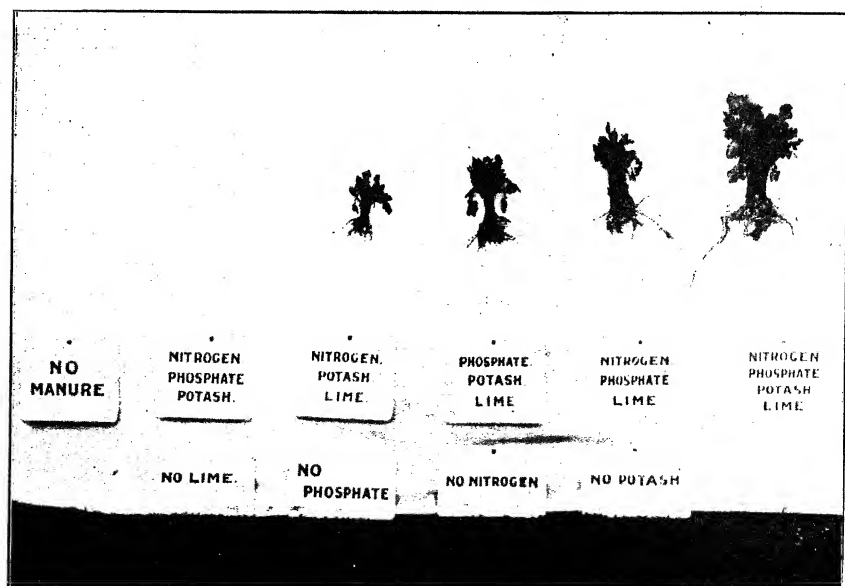 NO
MANURE.
NITROGEN
PHOSPHATE
POTASH.
NITROGEN.
POTASH
LIME.
PHOSPHATE.
POTASH.
LIME
NITROGEN
PHOSPHATE
LIME
NITROGEN
PHOSPHATE
POTASH
LIME
NO LIME.
NO
PHOSPHATE
NO NITROGEN
NO POTASH